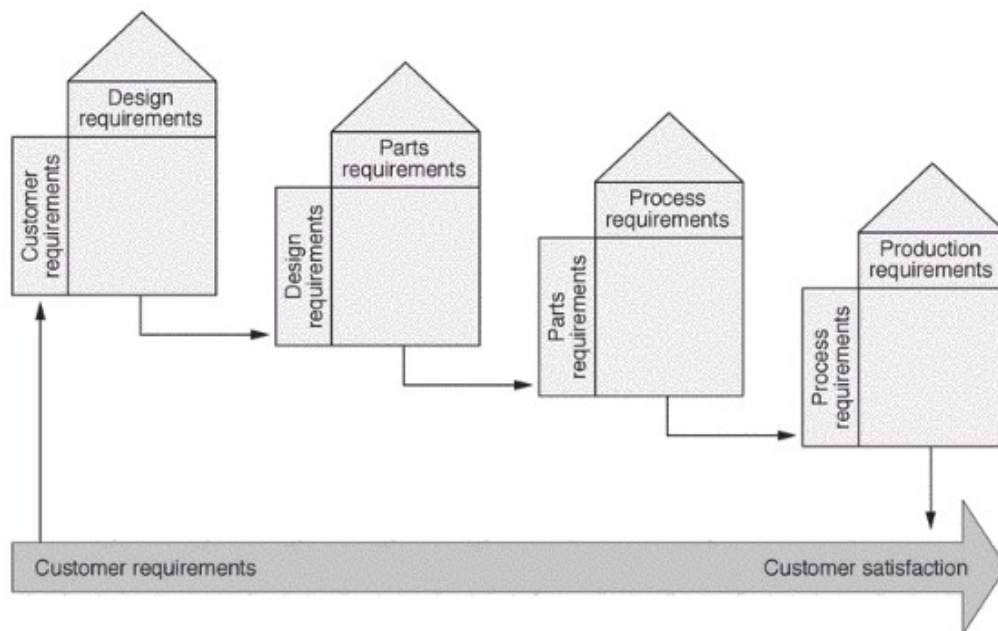 Design
requirements
Customer
requirements
Parts
requirements
Design
requirements
Process
requirements
Parts
requirements
Production
requirements
Process
requirements
Customer requirements
Customer satisfaction